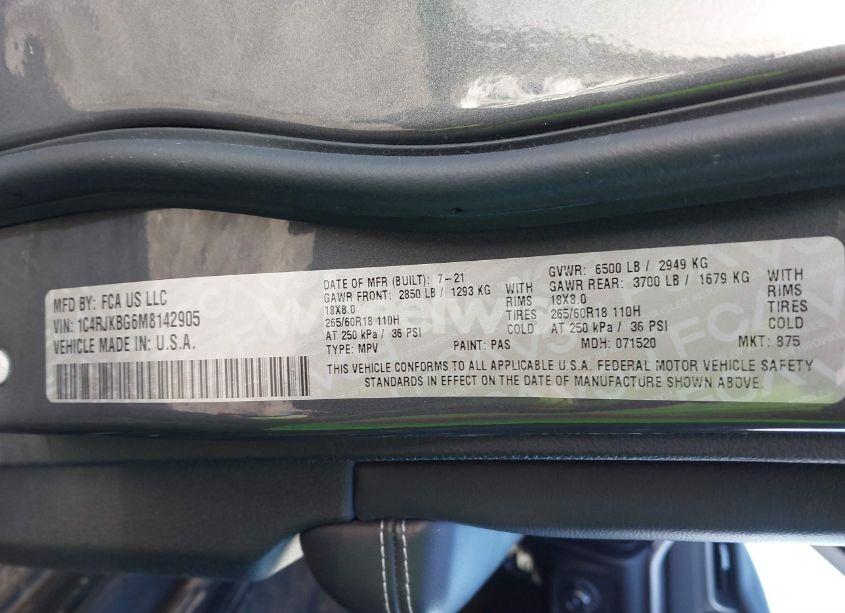 MFD BY: FCA US LLC
VIN: 1C4RJKBG6M8142905
VEHICLE MADE IN: U.S.A.
DATE OF MFR (BUILT): 7-21
GAWR FRONT: 2850 LB / 1293 KG WITH
18X8.0 RIMS
265/60R18 110H TIRES
AT 250 kPa / 36 PSI COLD
GVWR: 6500 LB / 2949 KG
GAWR REAR: 3700 LB / 1679 KG WITH
18X8.0 RIMS
265/60R18 110H TIRES
AT 250 kPa / 36 PSI COLD
TYPE: MPV PAINT: PAS MDH: 071520 MKT: 875
THIS VEHICLE CONFORMS TO ALL APPLICABLE U.S.A. FEDERAL MOTOR VEHICLE SAFETY
STANDARDS IN EFFECT ON THE DATE OF MANUFACTURE SHOWN ABOVE.